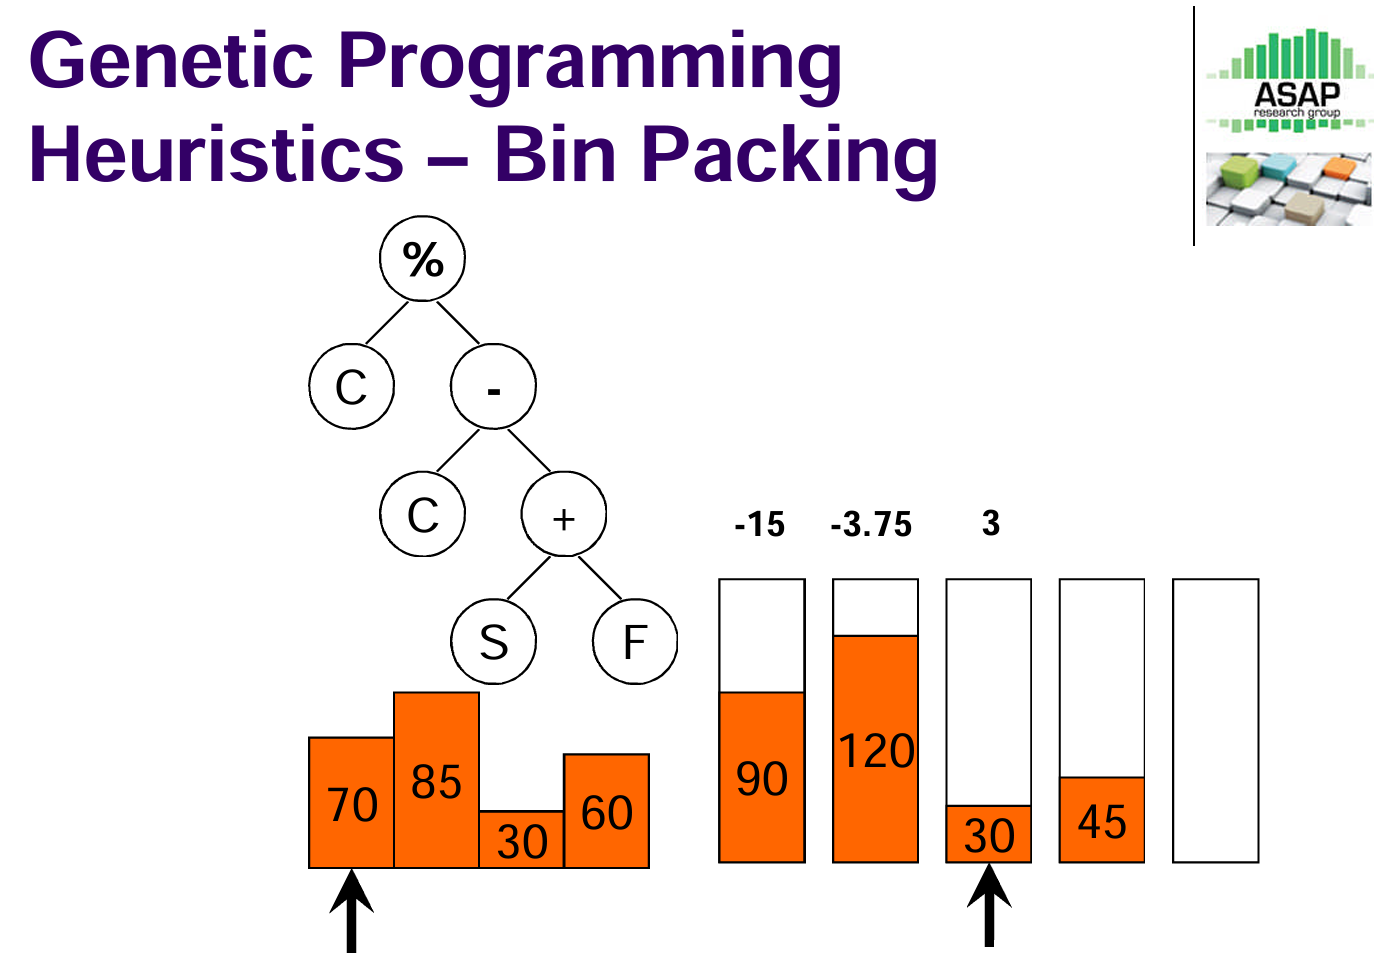 Genetic Programming
Heuristics – Bin Packing
ASAP
research group
%
C
-
C
+
S
F
-15
-3.75
3
70
85
30
60
90
120
30
45